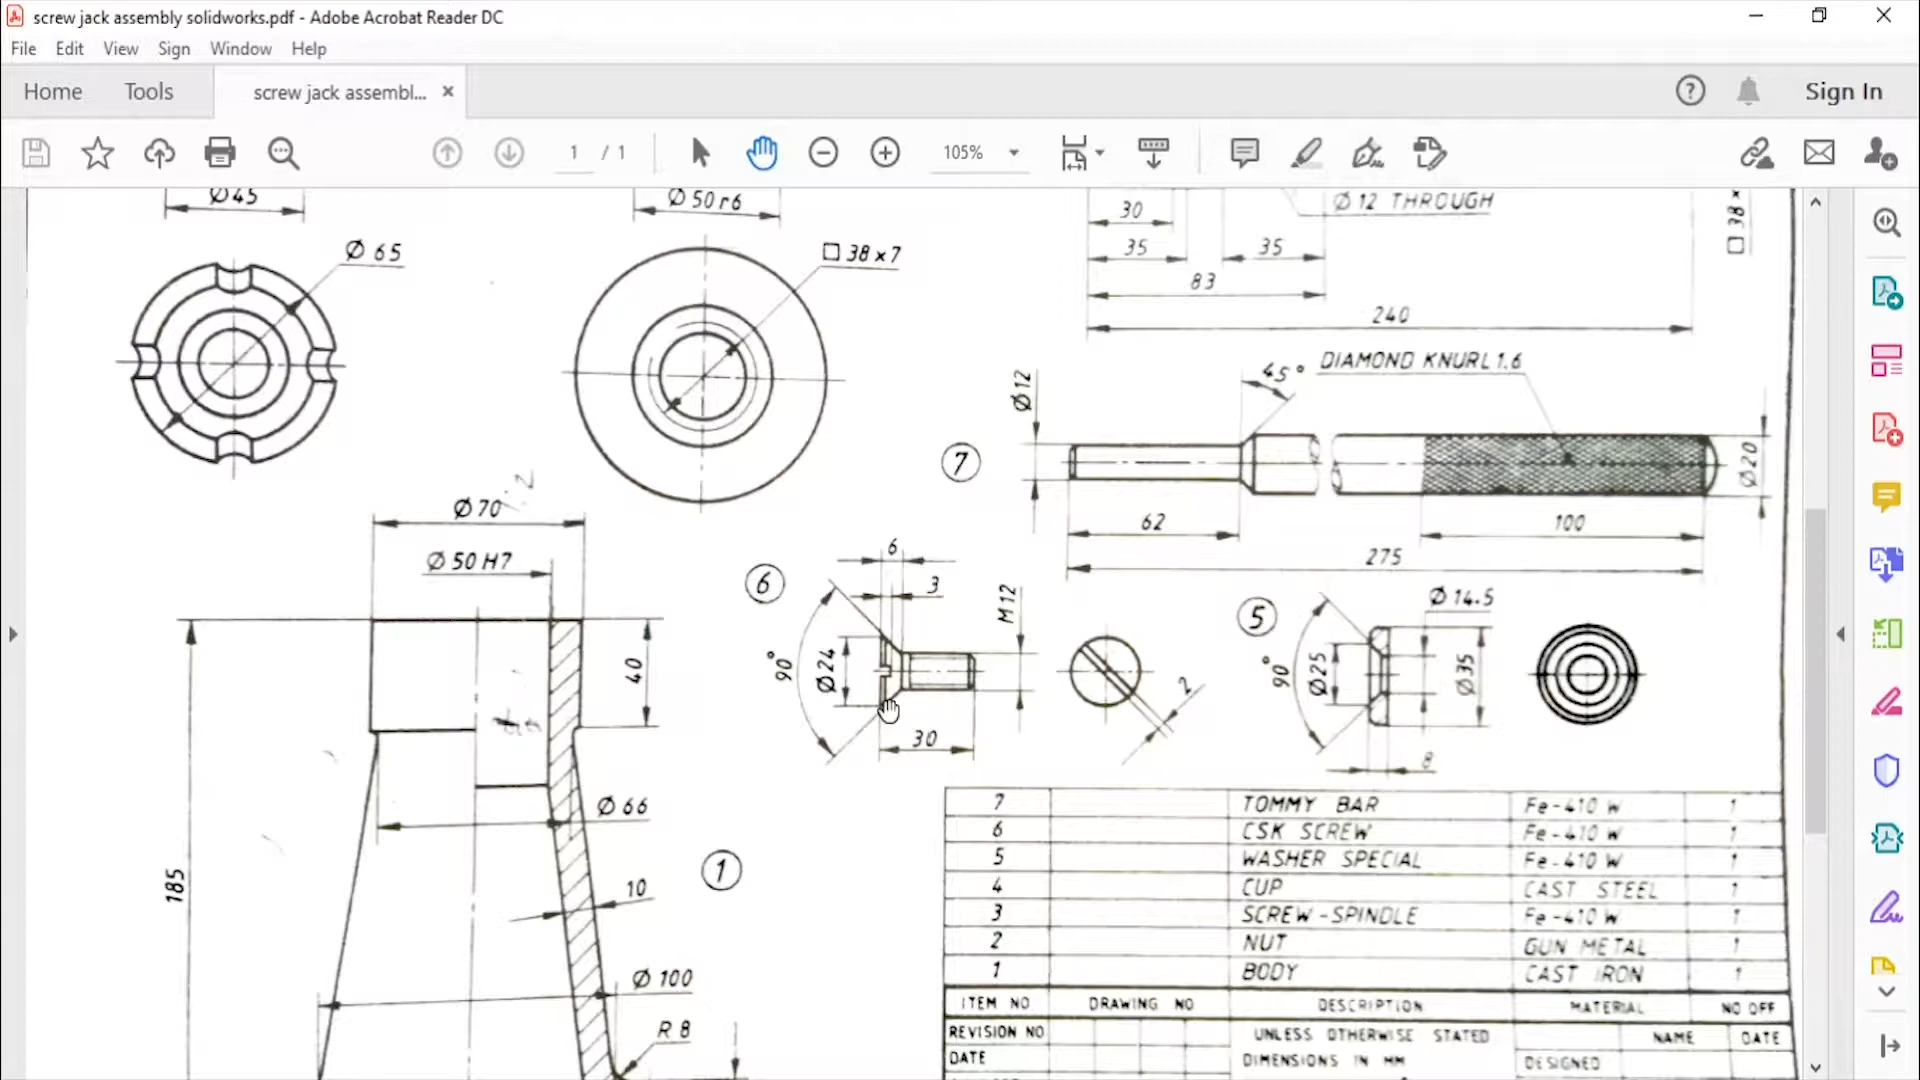 screw jack assembly solidworks.pdf - Adobe Acrobat Reader DC
File Edit View Sign Window Help
Home Tools screw jack assembl... Sign In
1 / 1 105%
Ø45
Ø 50 r6
Ø 12 THROUGH
30
35 35
83
240
□ 38 ×
Ø 65
□ 38 × 7
DIAMOND KNURL 1.6
45°
Ø12
7
Ø20
62
100
275
Ø 70
Ø 50 H7
6
6
3
M12
90°
Ø24
30
2
5
Ø 14.5
90°
Ø25
Ø35
8
40
Ø 66
185
1
10
Ø 100
R 8
7 TOMMY BAR Fe-410 W 1
6 CSK SCREW Fe-410 W 1
5 WASHER SPECIAL Fe-410 W 1
4 CUP CAST STEEL 1
3 SCREW-SPINDLE Fe-410 W 1
2 NUT GUN METAL 1
1 BODY CAST IRON 1
ITEM NO DRAWING NO DESCRIPTION MATERIAL NO OFF
REVISION NO UNLESS OTHERWISE STATED NAME DATE
DATE DIMENSIONS IN MM DESIGNED